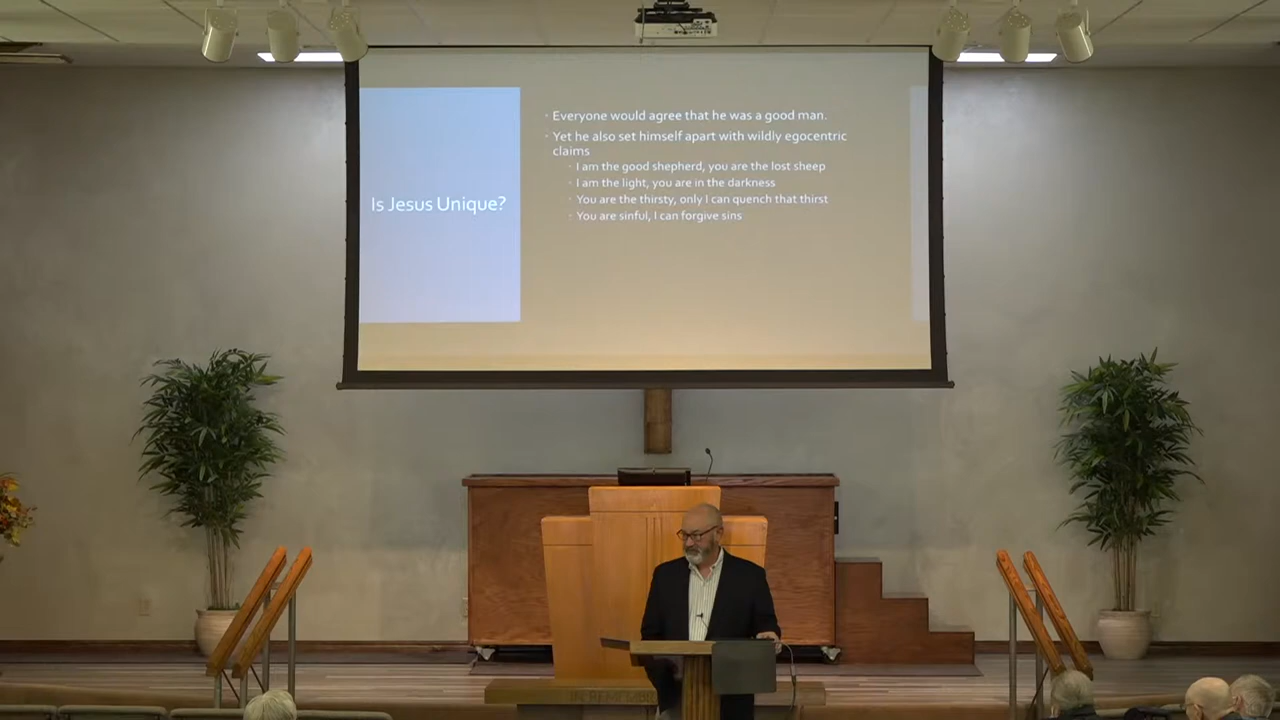 Is Jesus Unique?
Everyone would agree that he was a good man.
Yet he also set himself apart with wildly egocentric
claims
I am the good shepherd, you are the lost sheep
I am the light, you are in the darkness
You are the thirsty, only I can quench that thirst
You are sinful, I can forgive sins
IN REMEMBR